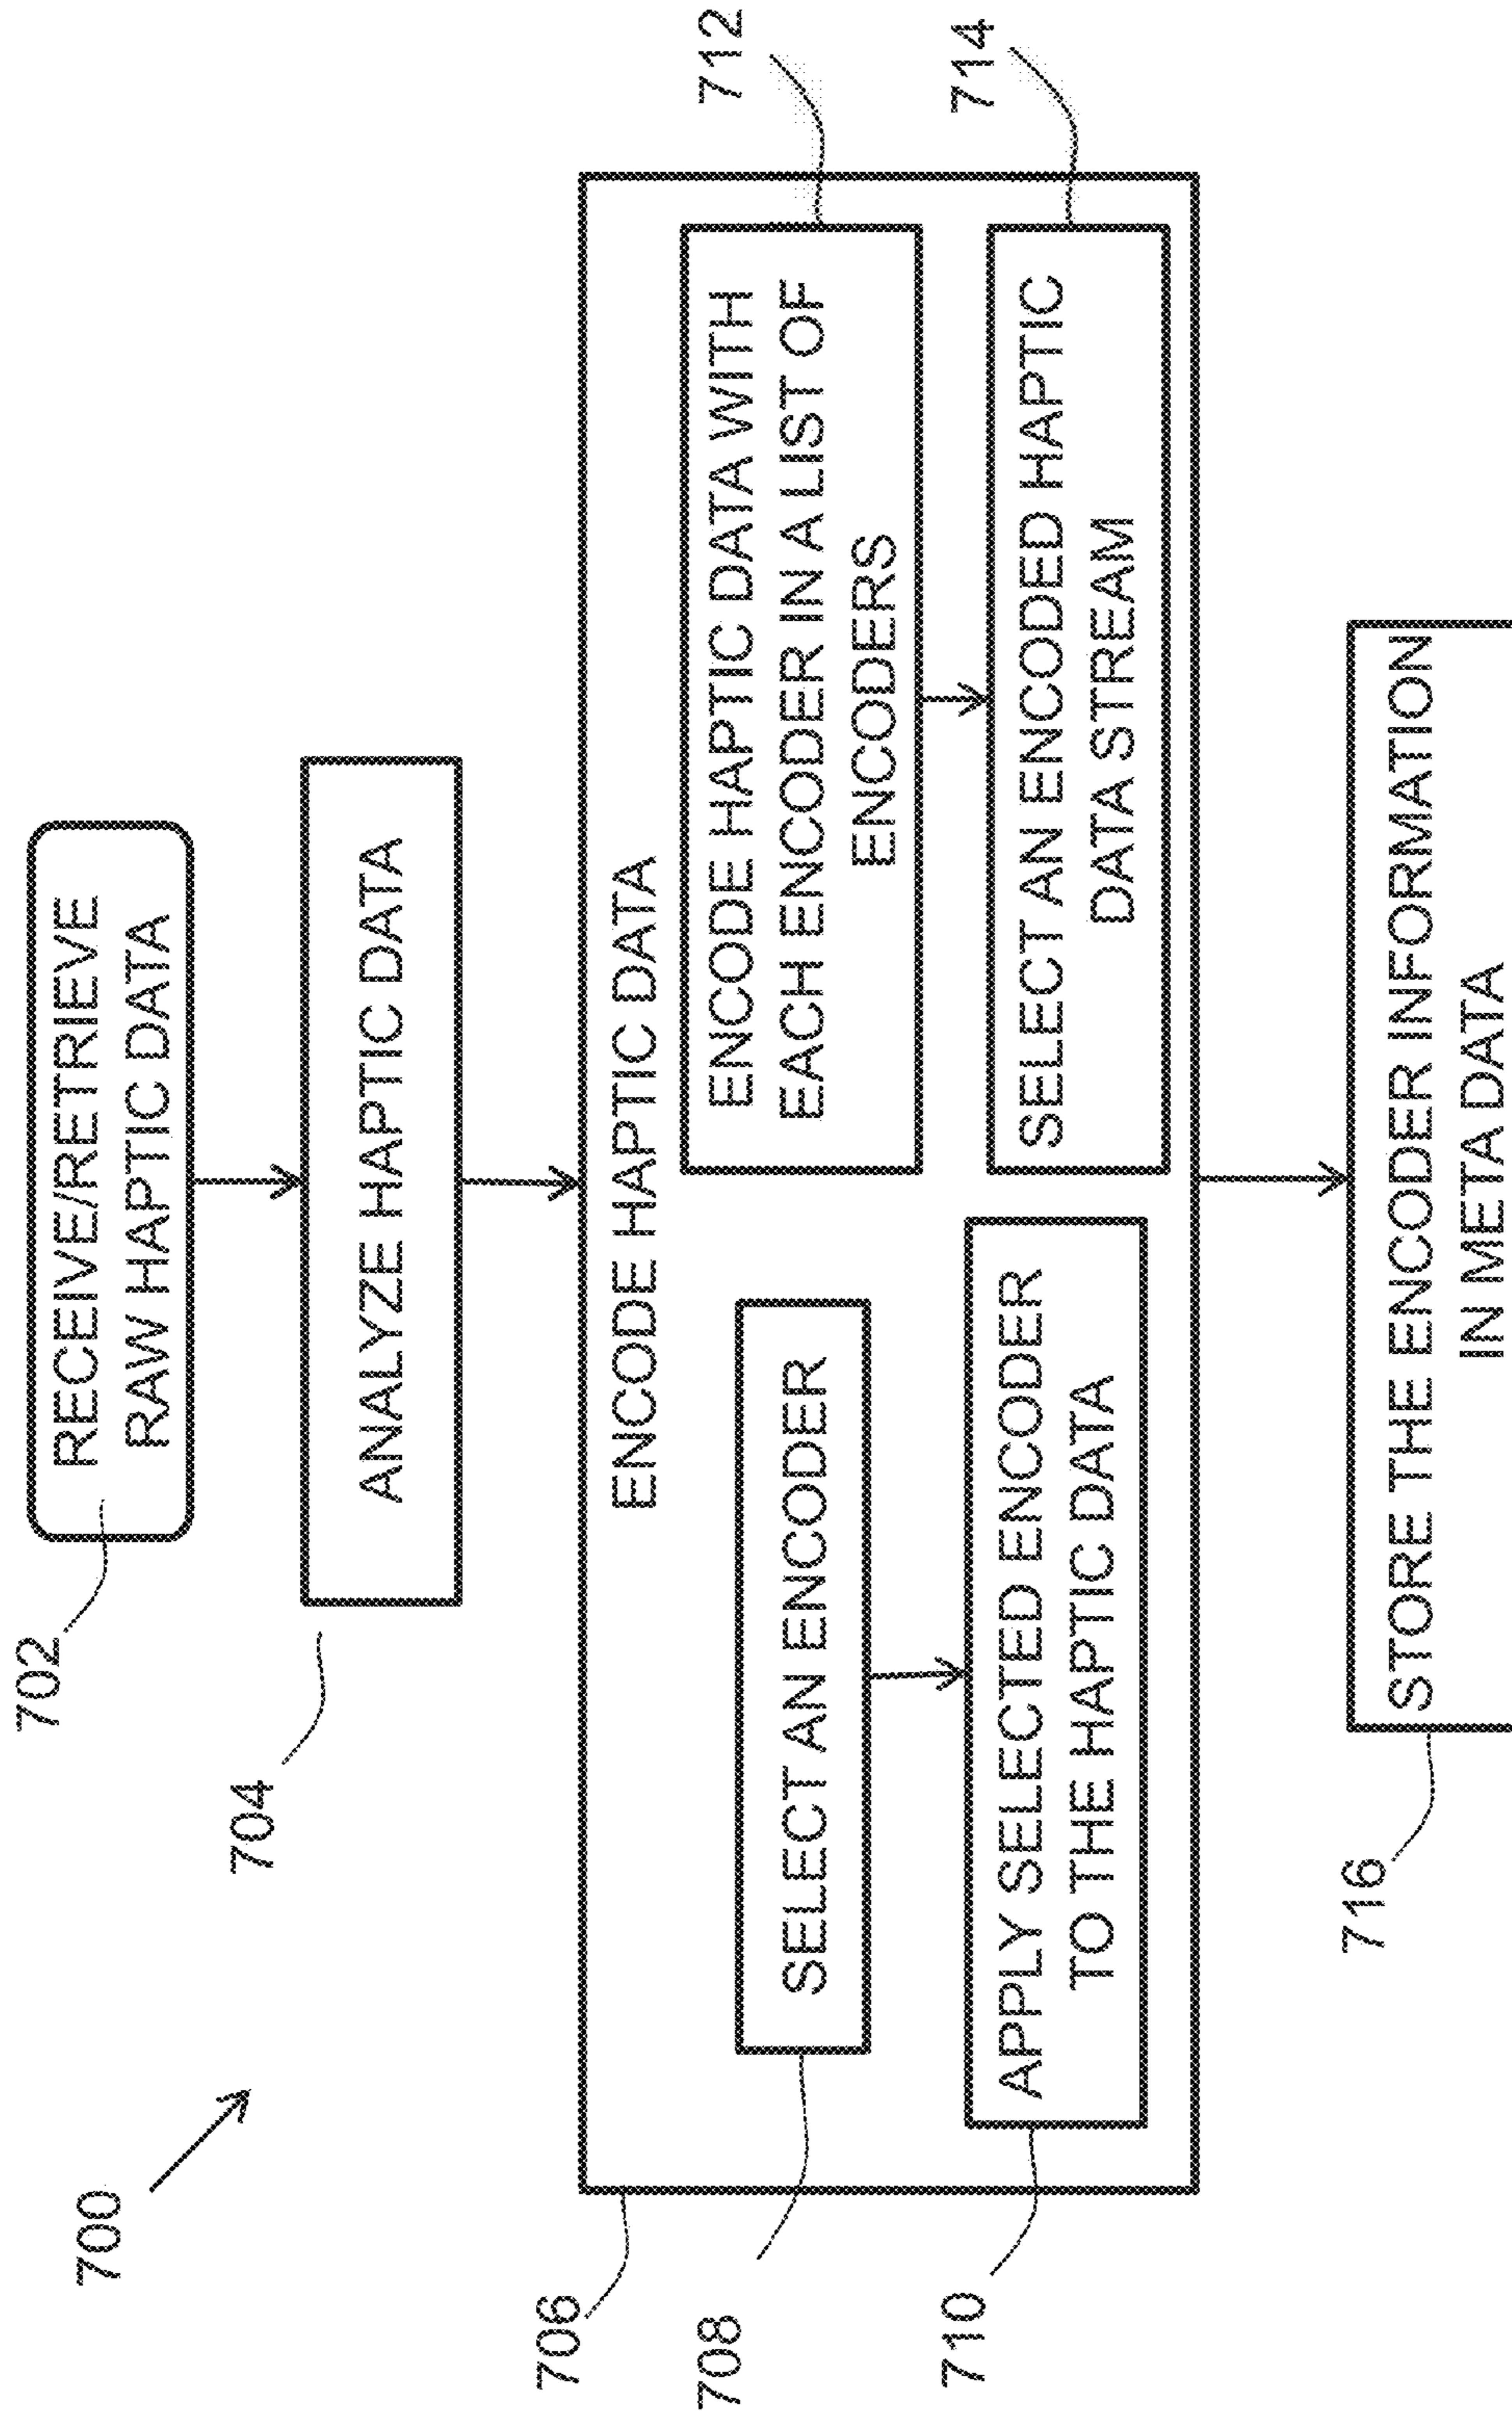 700
702
RECEIVE/RETRIEVE
RAW HAPTIC DATA
704
ANALYZE HAPTIC DATA
706
ENCODE HAPTIC DATA
708
SELECT AN ENCODER
710
APPLY SELECTED ENCODER
TO THE HAPTIC DATA
712
ENCODE HAPTIC DATA WITH
EACH ENCODER IN A LIST OF
ENCODERS
714
SELECT AN ENCODED HAPTIC
DATA STREAM
716
STORE THE ENCODER INFORMATION
IN META DATA